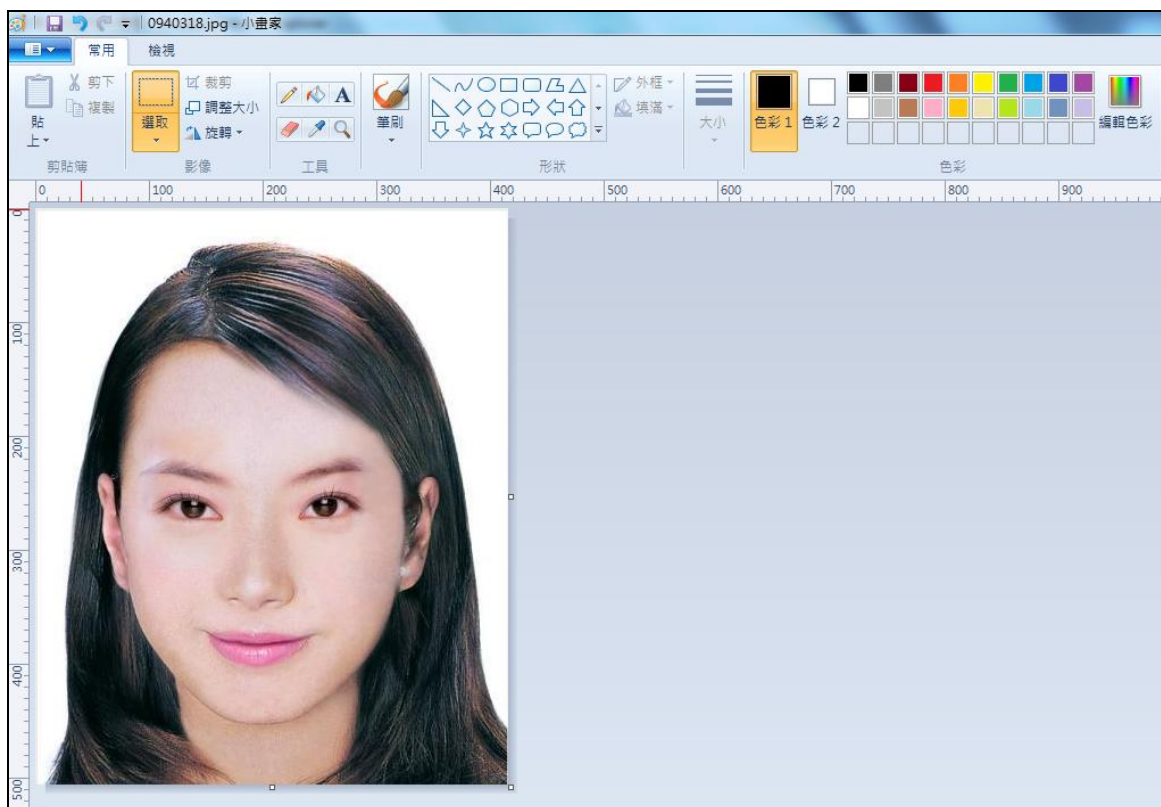 0940318.jpg - 小畫家
常用 檢視
剪下 裁剪 外框
複製 調整大小 A 填滿
貼上 選取 旋轉 筆刷 大小 色彩 1 色彩 2 編輯色彩
剪貼簿 影像 工具 形狀 色彩
0 100 200 300 400 500 600 700 800 900
0
100
200
300
400
500